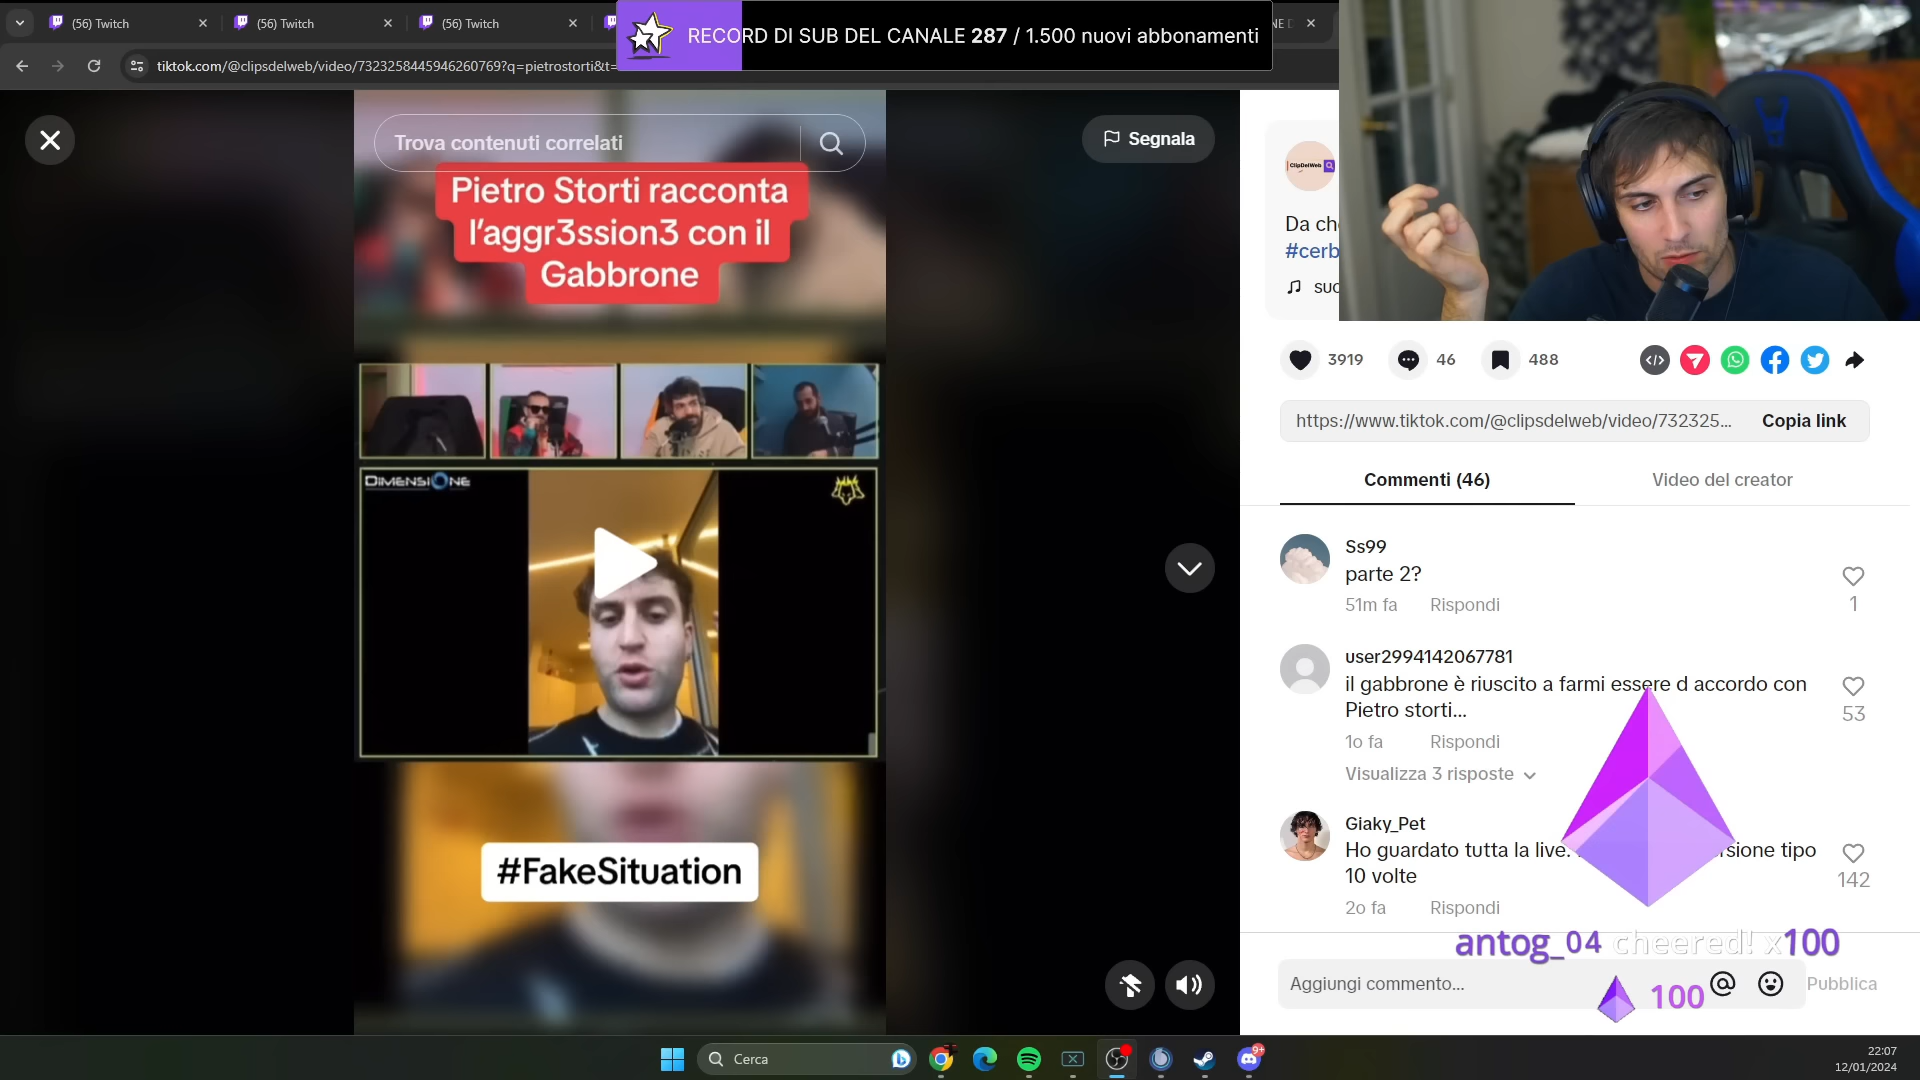 (56) Twitch
(56) Twitch
(56) Twitch
RECORD DI SUB DEL CANALE 287 / 1.500 nuovi abbonamenti
tiktok.com/@clipsdelweb/video/7323258445946260769?q=pietrostorti&t=
Trova contenuti correlati
Segnala
Pietro Storti racconta
l'aggr3ssion3 con il
Gabbrone
DIMENSIONE
#FakeSituation
ClipDelWeb
Da ch
#cerb
suo
3919
46
488
https://www.tiktok.com/@clipsdelweb/video/732325...
Copia link
Commenti (46)
Video del creator
Ss99
parte 2?
51m fa
Rispondi
1
user2994142067781
il gabbrone è riuscito a farmi essere d accordo con
Pietro storti...
1o fa
Rispondi
53
Visualizza 3 risposte
Giaky_Pet
Ho guardato tutta la live. sione tipo
10 volte
2o fa
Rispondi
142
antog_04 cheered! x100
Aggiungi commento...
Pubblica
100
Cerca
9+
22:07
12/01/2024